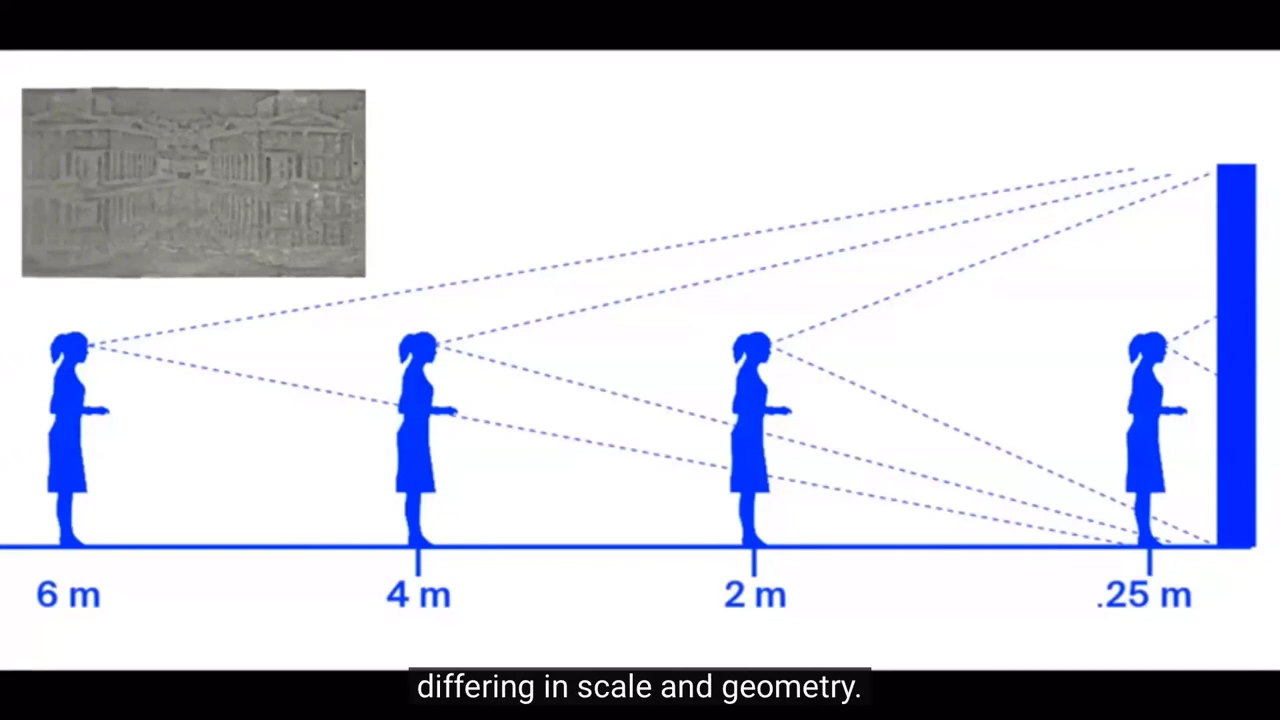 6 m 4 m 2 m .25 m
differing in scale and geometry.